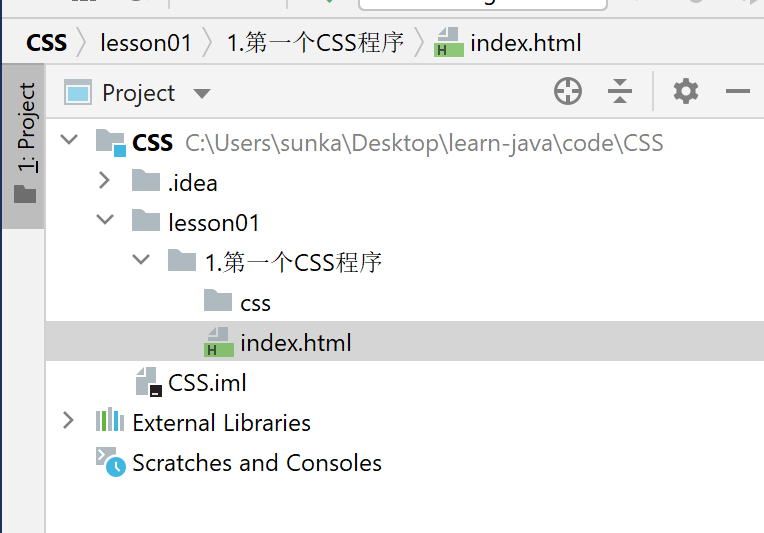 CSS lesson01 1.第一个CSS程序 index.html
1: Project
Project
CSS C:\Users\sunka\Desktop\learn-java\code\CSS
.idea
lesson01
1.第一个CSS程序
css
index.html
CSS.iml
External Libraries
Scratches and Consoles